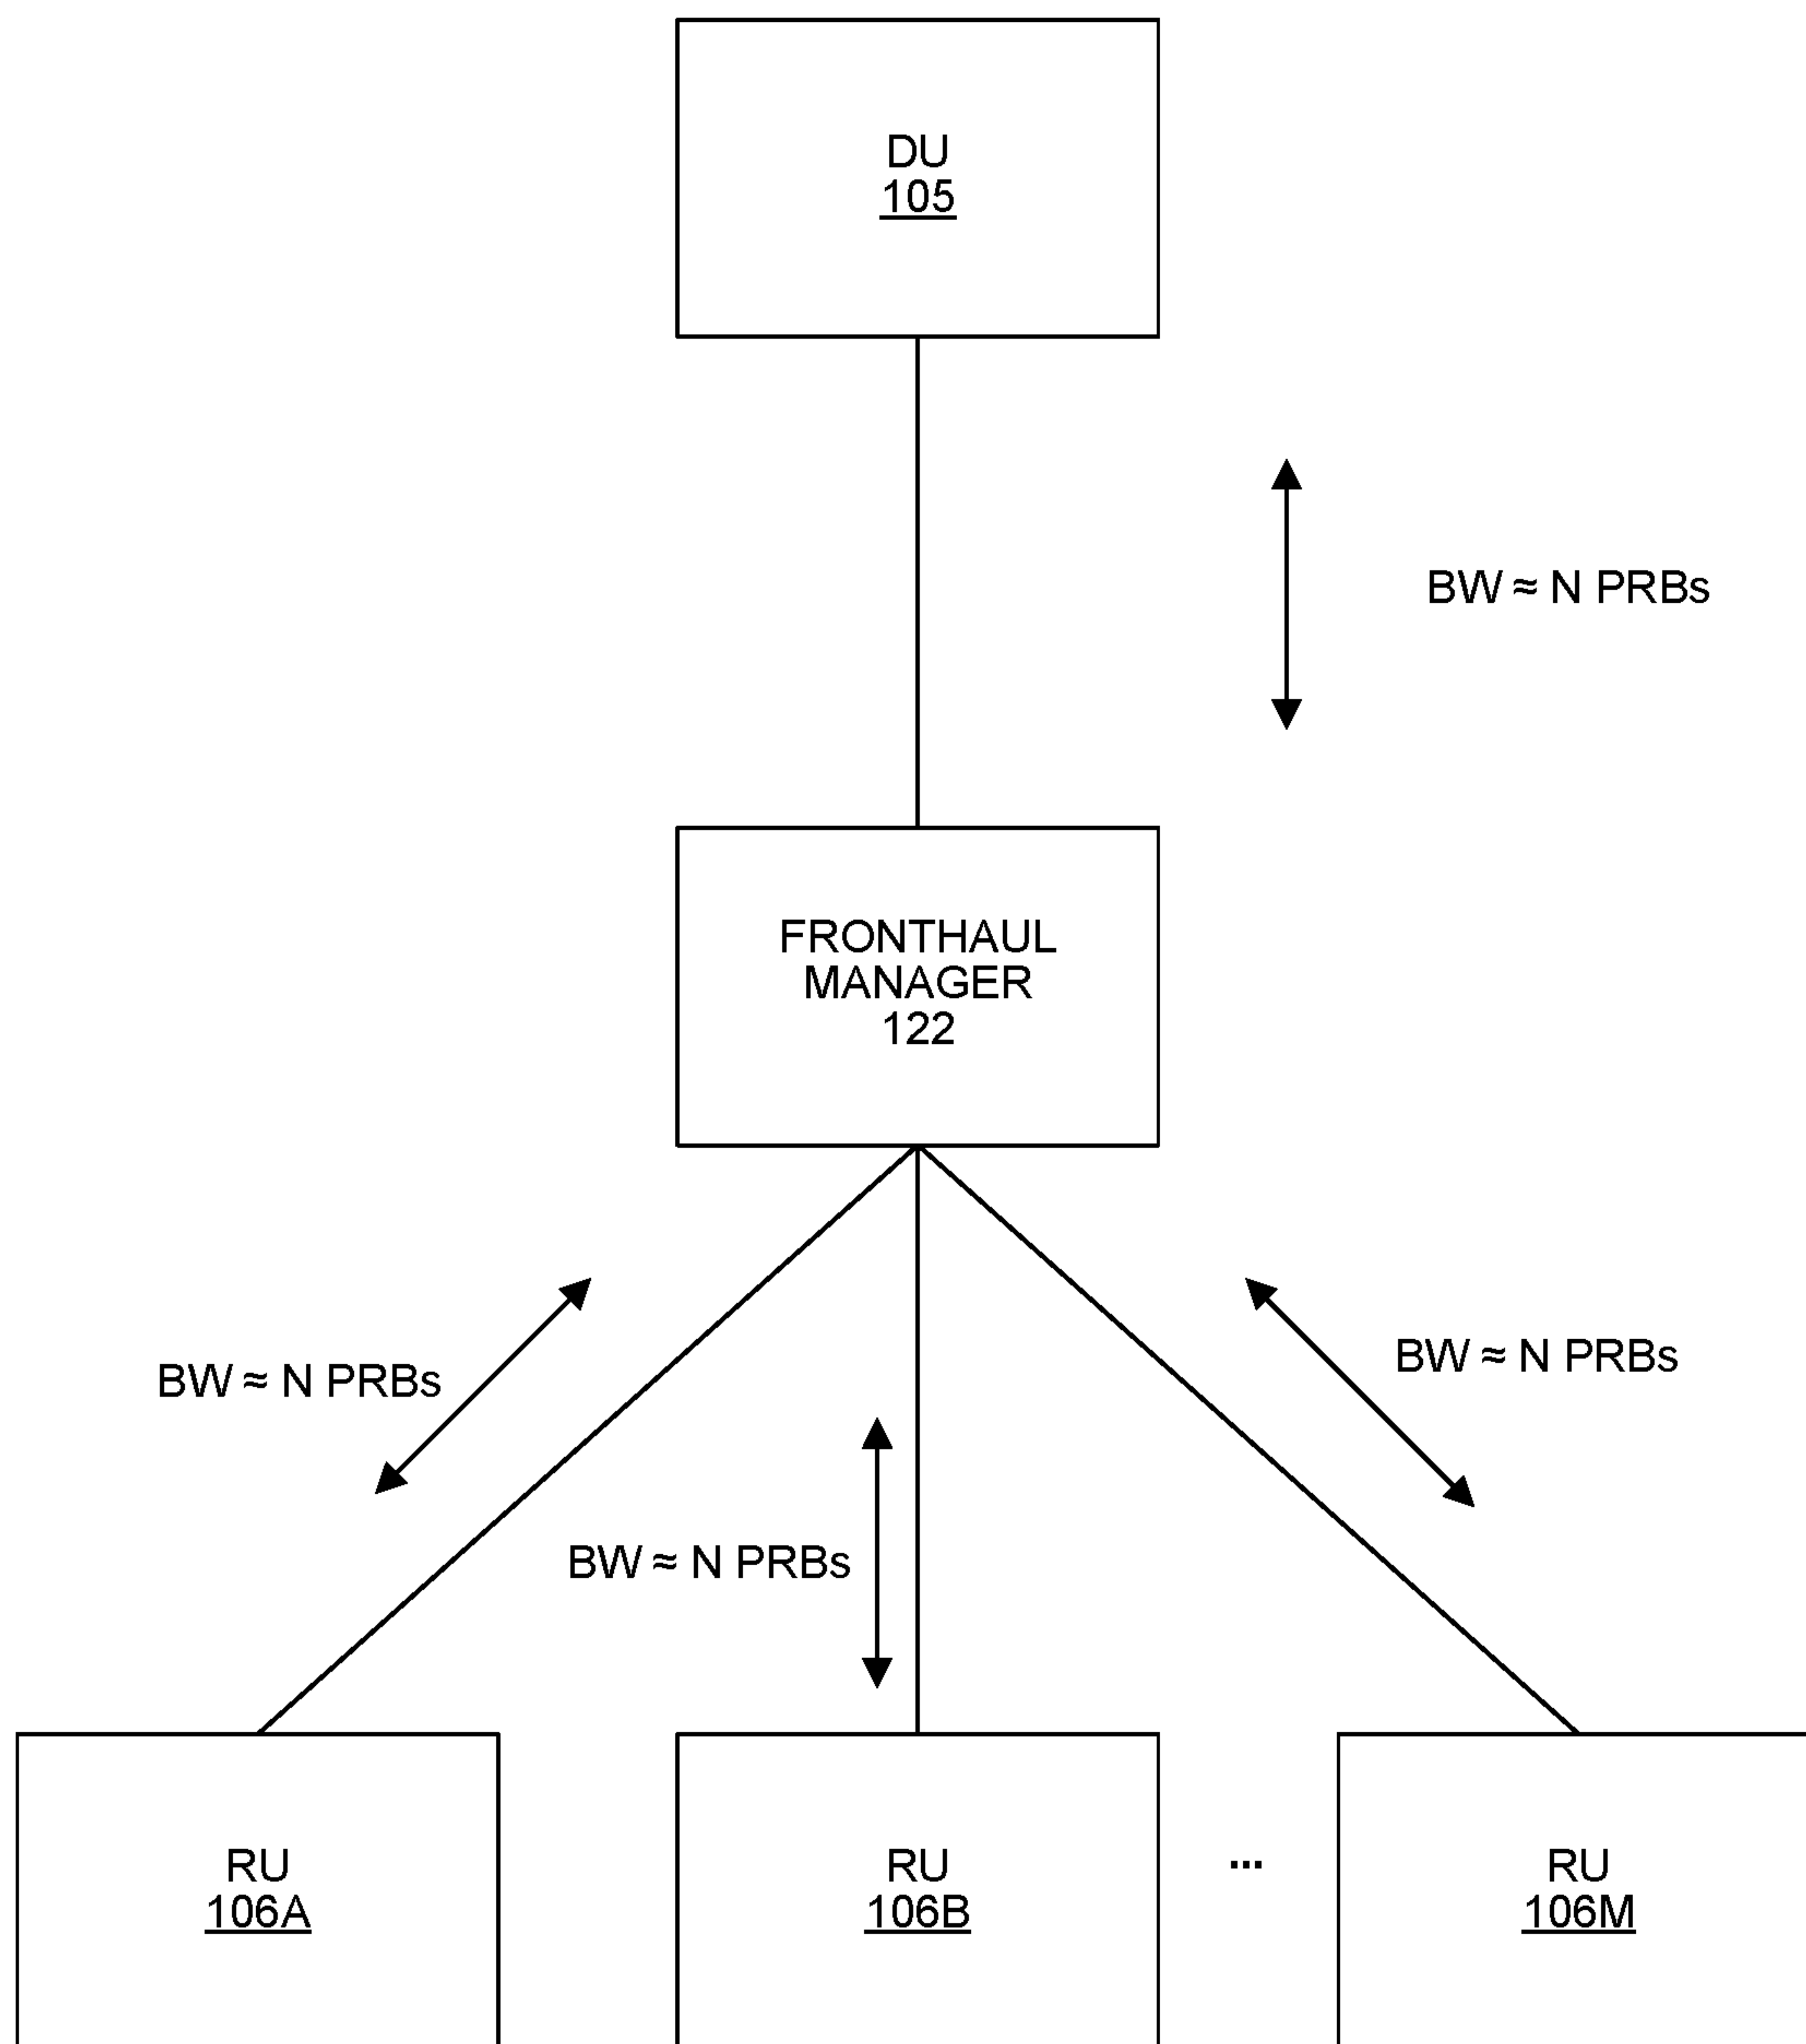 DU
105
BW ≈ N PRBs
FRONTHAUL
MANAGER
122
BW ≈ N PRBs
BW ≈ N PRBs
BW ≈ N PRBs
RU
106A
RU
106B
...
RU
106M